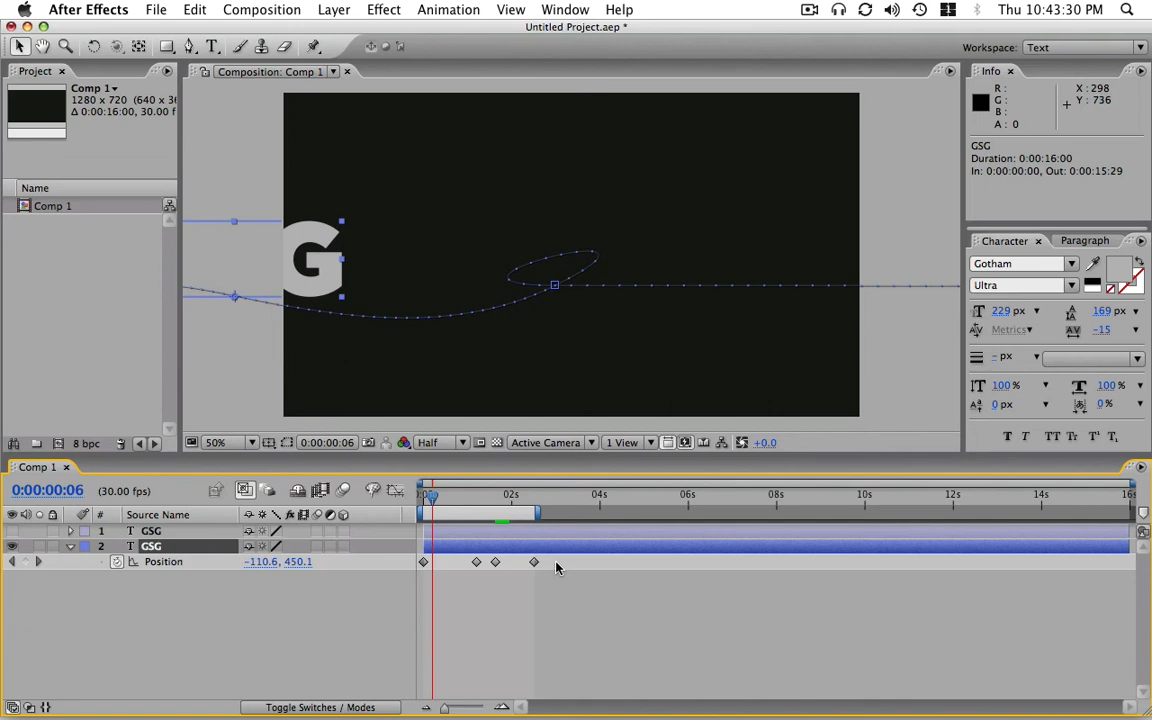 After Effects File Edit Composition Layer Effect Animation View Window Help Thu 10:43:30 PM
Untitled Project.aep *
Workspace: Text
Project
Composition: Comp 1
Info
Comp 1
1280 x 720 (640 x 36
Δ 0:00:16:00, 30.00 f
R :
G :
B :
A : 0
X : 298
Y : 736
GSG
Duration: 0:00:16:00
In: 0:00:00:00, Out: 0:00:15:29
Name
Comp 1
G
Character
Paragraph
Gotham
Ultra
229 px
169 px
Metrics
-15
- px
100 %
100 %
0 px
0 %
T T TT Tr T' T,
8 bpc
50%
0:00:00:06
Half
Active Camera
1 View
+0.0
Comp 1
0:00:00:06
(30.00 fps)
02s 04s 06s 08s 10s 12s 14s 16s
# Source Name
1 T GSG
2 T GSG
Position
-110.6, 450.1
Toggle Switches / Modes